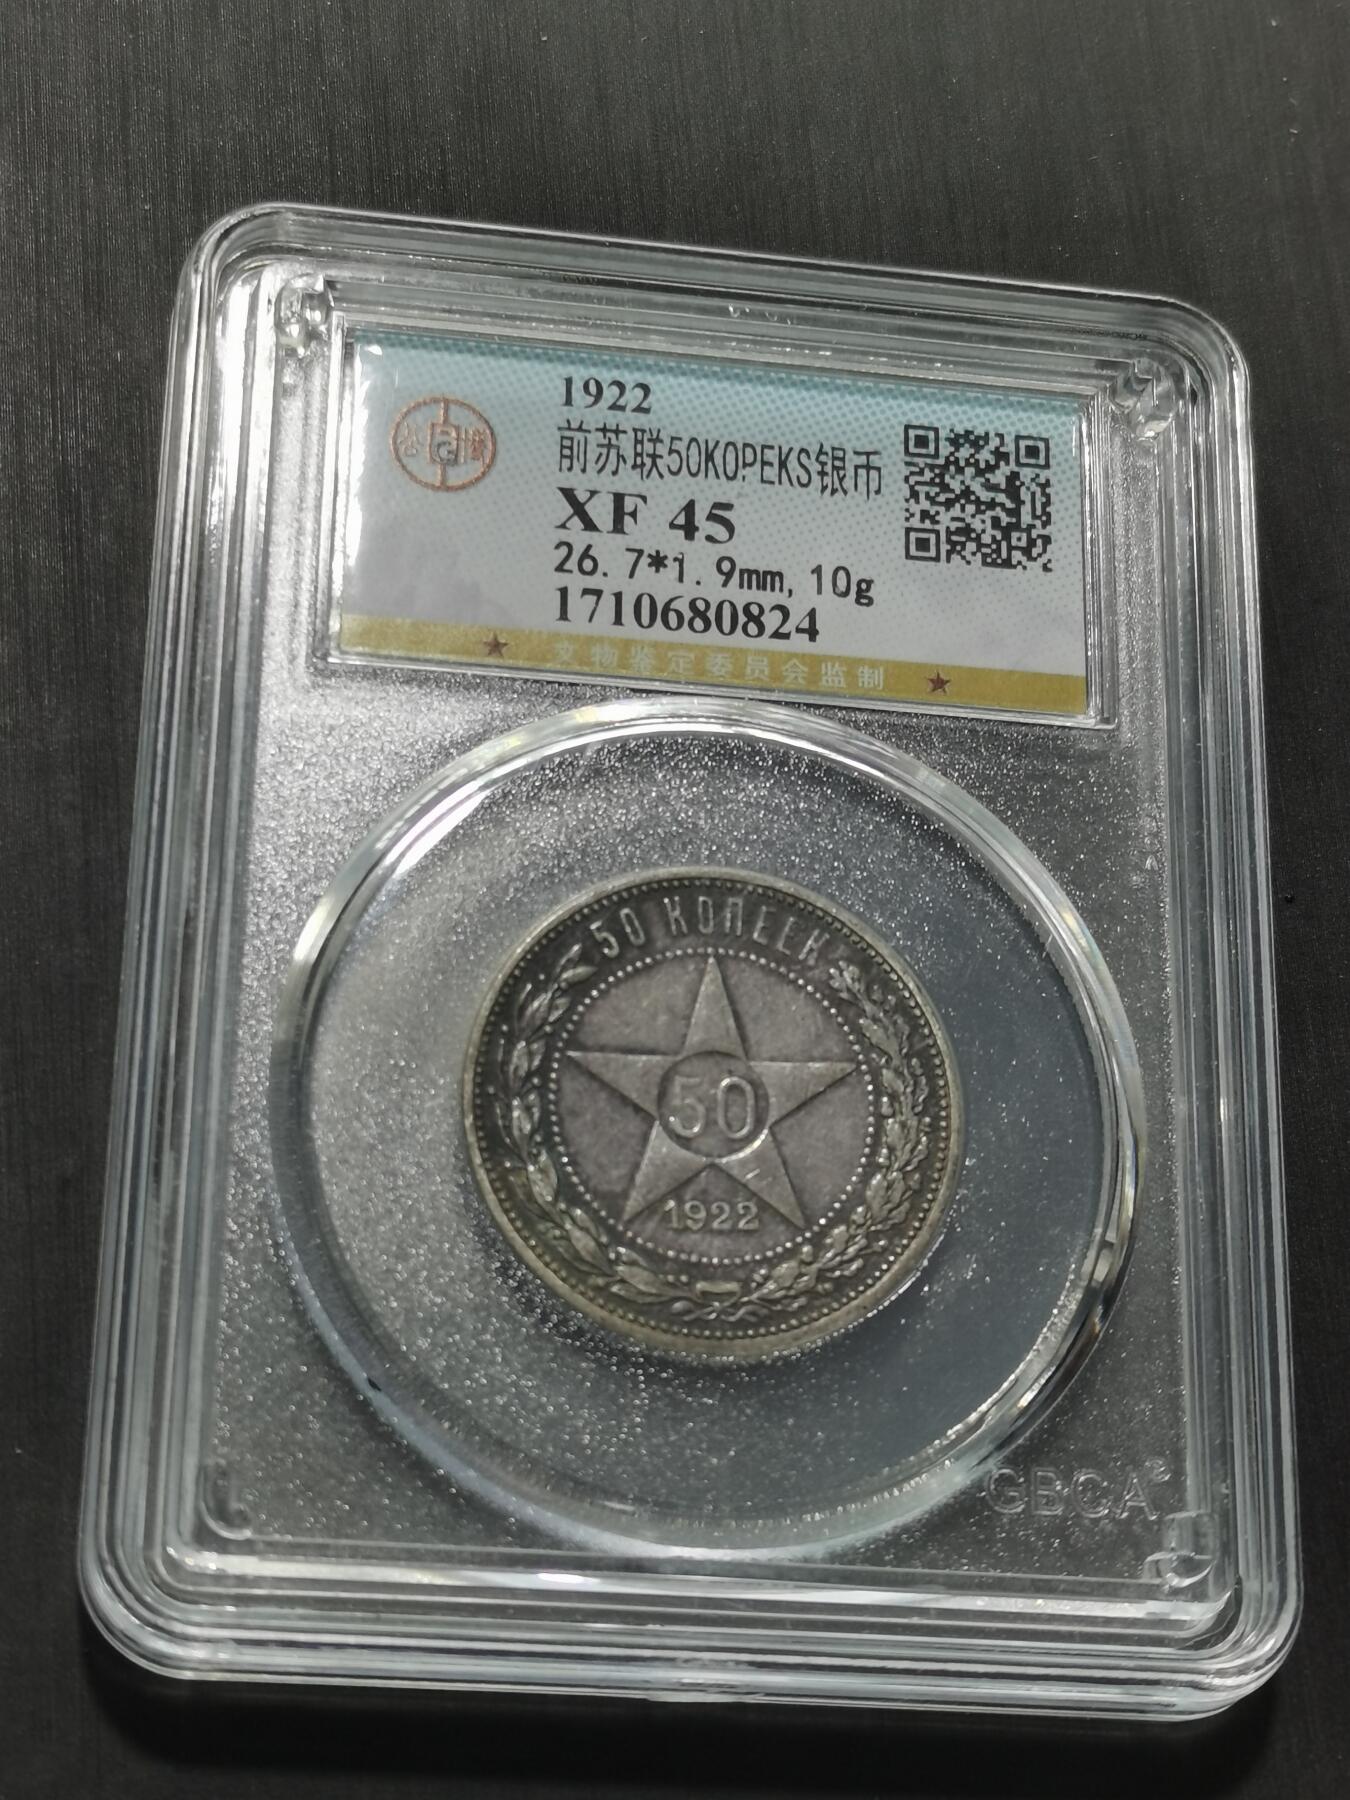 1922
前苏联50KOPEKS银币
XF 45
26.7*1.9mm, 10g
1710680824
文物鉴定委员会监制
50 КОПЕЕК
50
1922
GBCA